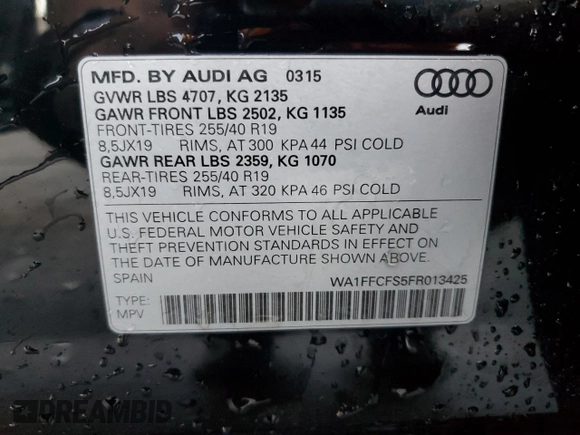 MFD. BY AUDI AG 0315
GVWR LBS 4707, KG 2135
GAWR FRONT LBS 2502, KG 1135
FRONT-TIRES 255/40 R19
8,5JX19 RIMS, AT 300 KPA 44 PSI COLD
GAWR REAR LBS 2359, KG 1070
REAR-TIRES 255/40 R19
8,5JX19 RIMS, AT 320 KPA 46 PSI COLD
Audi
THIS VEHICLE CONFORMS TO ALL APPLICABLE
U.S. FEDERAL MOTOR VEHICLE SAFETY AND
THEFT PREVENTION STANDARDS IN EFFECT ON
THE DATE OF MANUFACTURE SHOWN ABOVE.
SPAIN WA1FFCFS5FR013425
TYPE:
MPV
DREAMBID